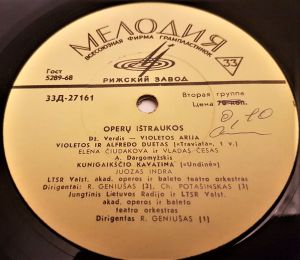 МЕЛОДИЯ
ВСЕСОЮЗНАЯ ФИРМА ГРАМПЛАСТИНОК
33
Гост
5289-68
РИЖСКИЙ ЗАВОД
33Д-27161
Вторая группа
Цена
OPERŲ IŠTRAUKOS
Dž. Verdis — VIOLETOS ARIJA
VIOLETOS IR ALFREDO DUETAS («Traviata», I v.)
ELENA ČIUDAKOVA ir VLADAS ČESAS
A. Dargomyžskis
KUNIGAIKŠČIO KAVATINA («Undinė»)
JUOZAS INDRA
LTSR Valst. akad. operos ir baleto teatro orkestras
Dirigentai: R. GENIUŠAS (2), Ch. POTAŠINSKAS (3)
Jungtinis Lietuvos Radijo ir LTSR Valst.
akad. operos ir baleto
teatro orkestras
Dirigentas R. GENIUŠAS (1)